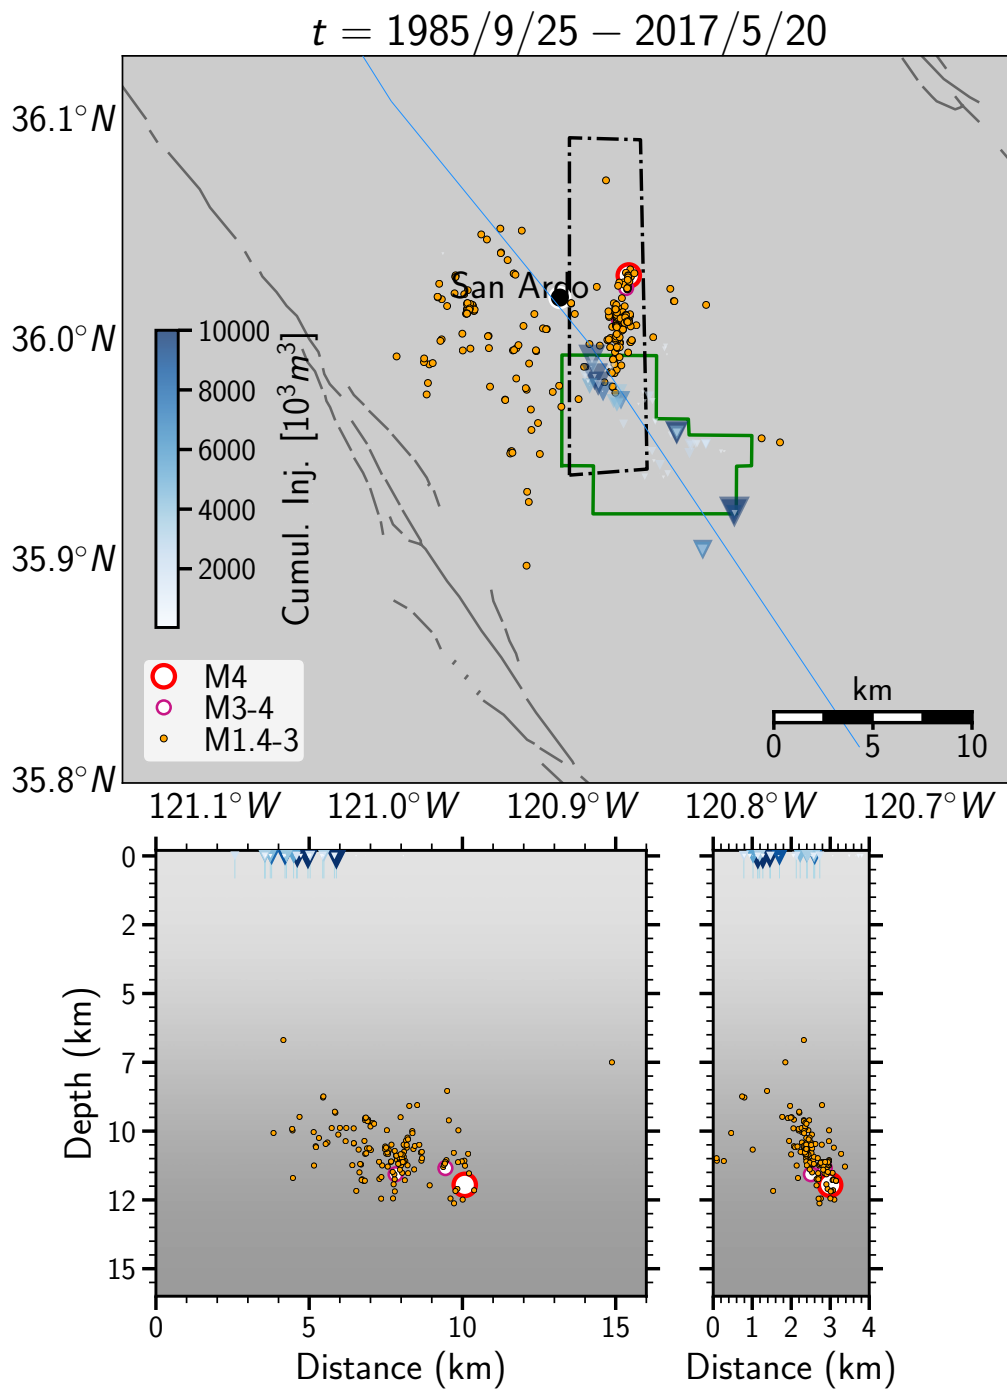 t = 1985/9/25 − 2017/5/20
36.1°N
San Ardo
36.0°N
10000
8000
6000
4000
2000
Cumul. Inj. [10³m³]
35.9°N
M4
M3-4
M1.4-3
km
0 5 10
35.8°N
121.1°W 121.0°W 120.9°W 120.8°W 120.7°W
0
2
5
7
10
12
15
Depth (km)
0 5 10 15
0 1 2 3 4
Distance (km) Distance (km)